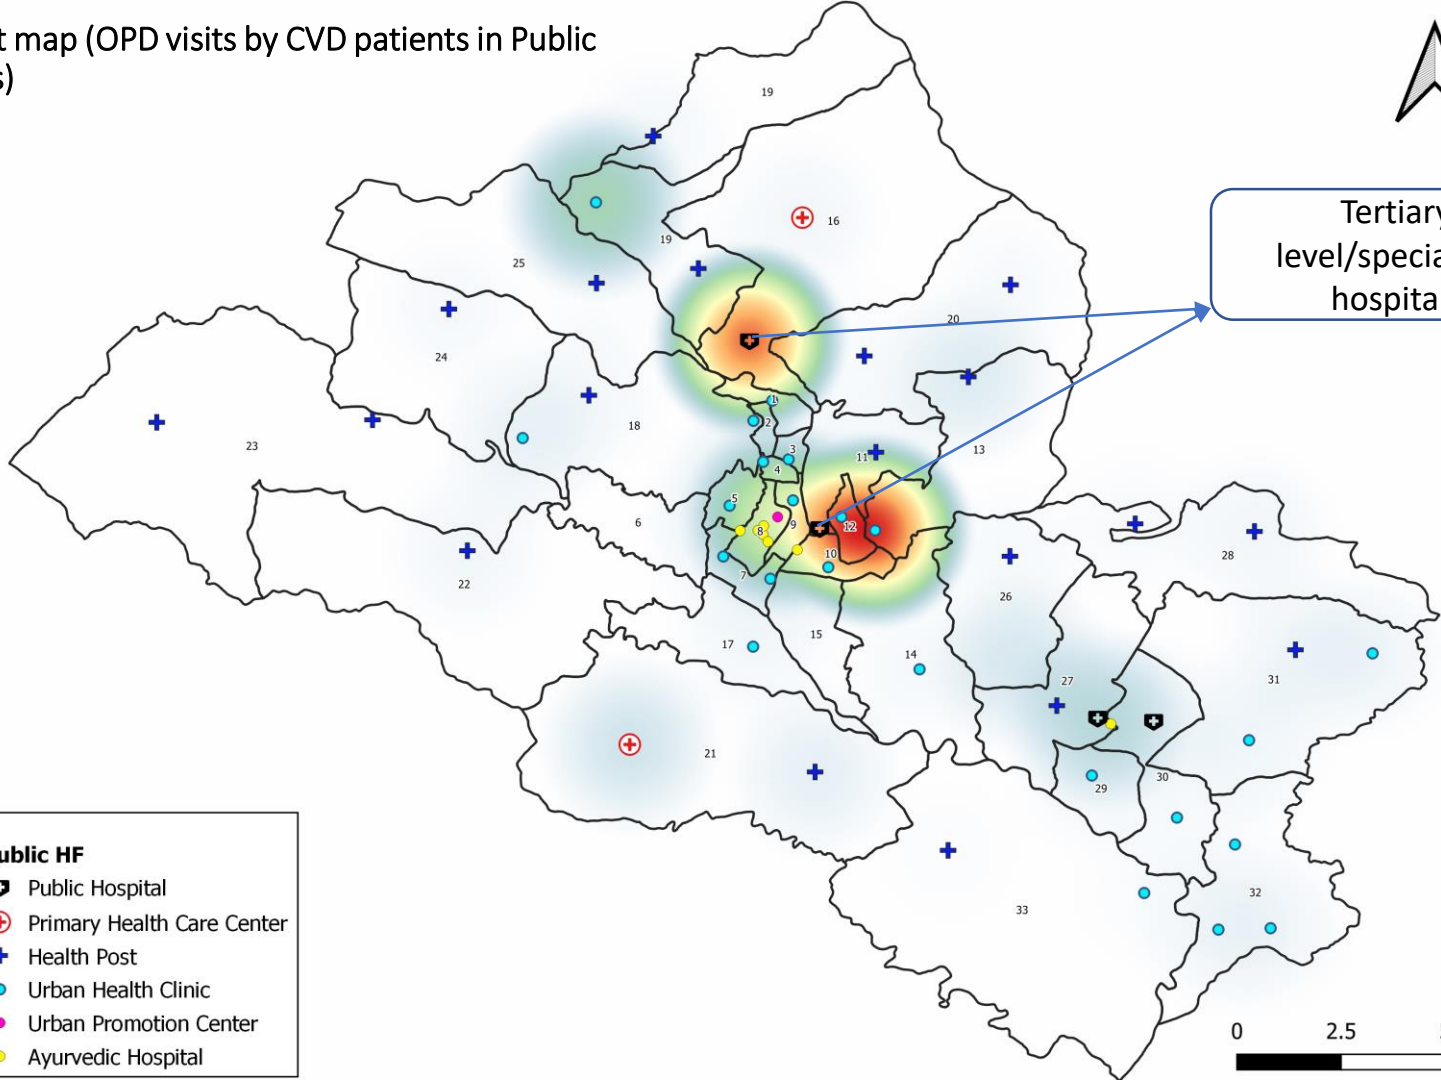 t map (OPD visits by CVD patients in Public
s)
19
16
19
25
20
24
18
23
1
2
3
4
11
13
5
6
8
9
12
10
7
22
28
26
15
17
14
27
31
21
29
30
32
33
Tertiary
level/specia
hospita
ublic HF
Public Hospital
Primary Health Care Center
Health Post
Urban Health Clinic
Urban Promotion Center
Ayurvedic Hospital
0 2.5